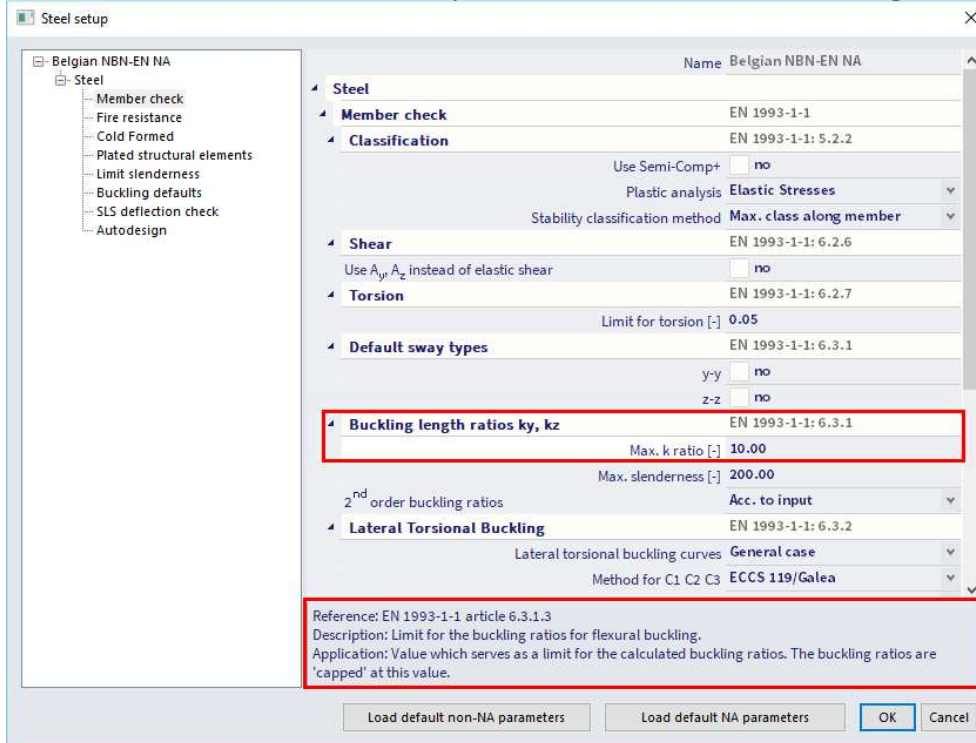 Steel setup
Belgian NBN-EN NA
Steel
Member check
Fire resistance
Cold Formed
Plated structural elements
Limit slenderness
Buckling defaults
SLS deflection check
Autodesign
Name Belgian NBN-EN NA
Steel
Member check EN 1993-1-1
Classification EN 1993-1-1: 5.2.2
Use Semi-Comp+ no
Plastic analysis Elastic Stresses
Stability classification method Max. class along member
Shear EN 1993-1-1: 6.2.6
Use Ay, Az instead of elastic shear no
Torsion EN 1993-1-1: 6.2.7
Limit for torsion [-] 0.05
Default sway types EN 1993-1-1: 6.3.1
y-y no
z-z no
Buckling length ratios ky, kz EN 1993-1-1: 6.3.1
Max. k ratio [-] 10.00
Max. slenderness [-] 200.00
2nd order buckling ratios Acc. to input
Lateral Torsional Buckling EN 1993-1-1: 6.3.2
Lateral torsional buckling curves General case
Method for C1 C2 C3 ECCS 119/Galea
Reference: EN 1993-1-1 article 6.3.1.3
Description: Limit for the buckling ratios for flexural buckling.
Application: Value which serves as a limit for the calculated buckling ratios. The buckling ratios are
'capped' at this value.
Load default non-NA parameters Load default NA parameters OK Cancel